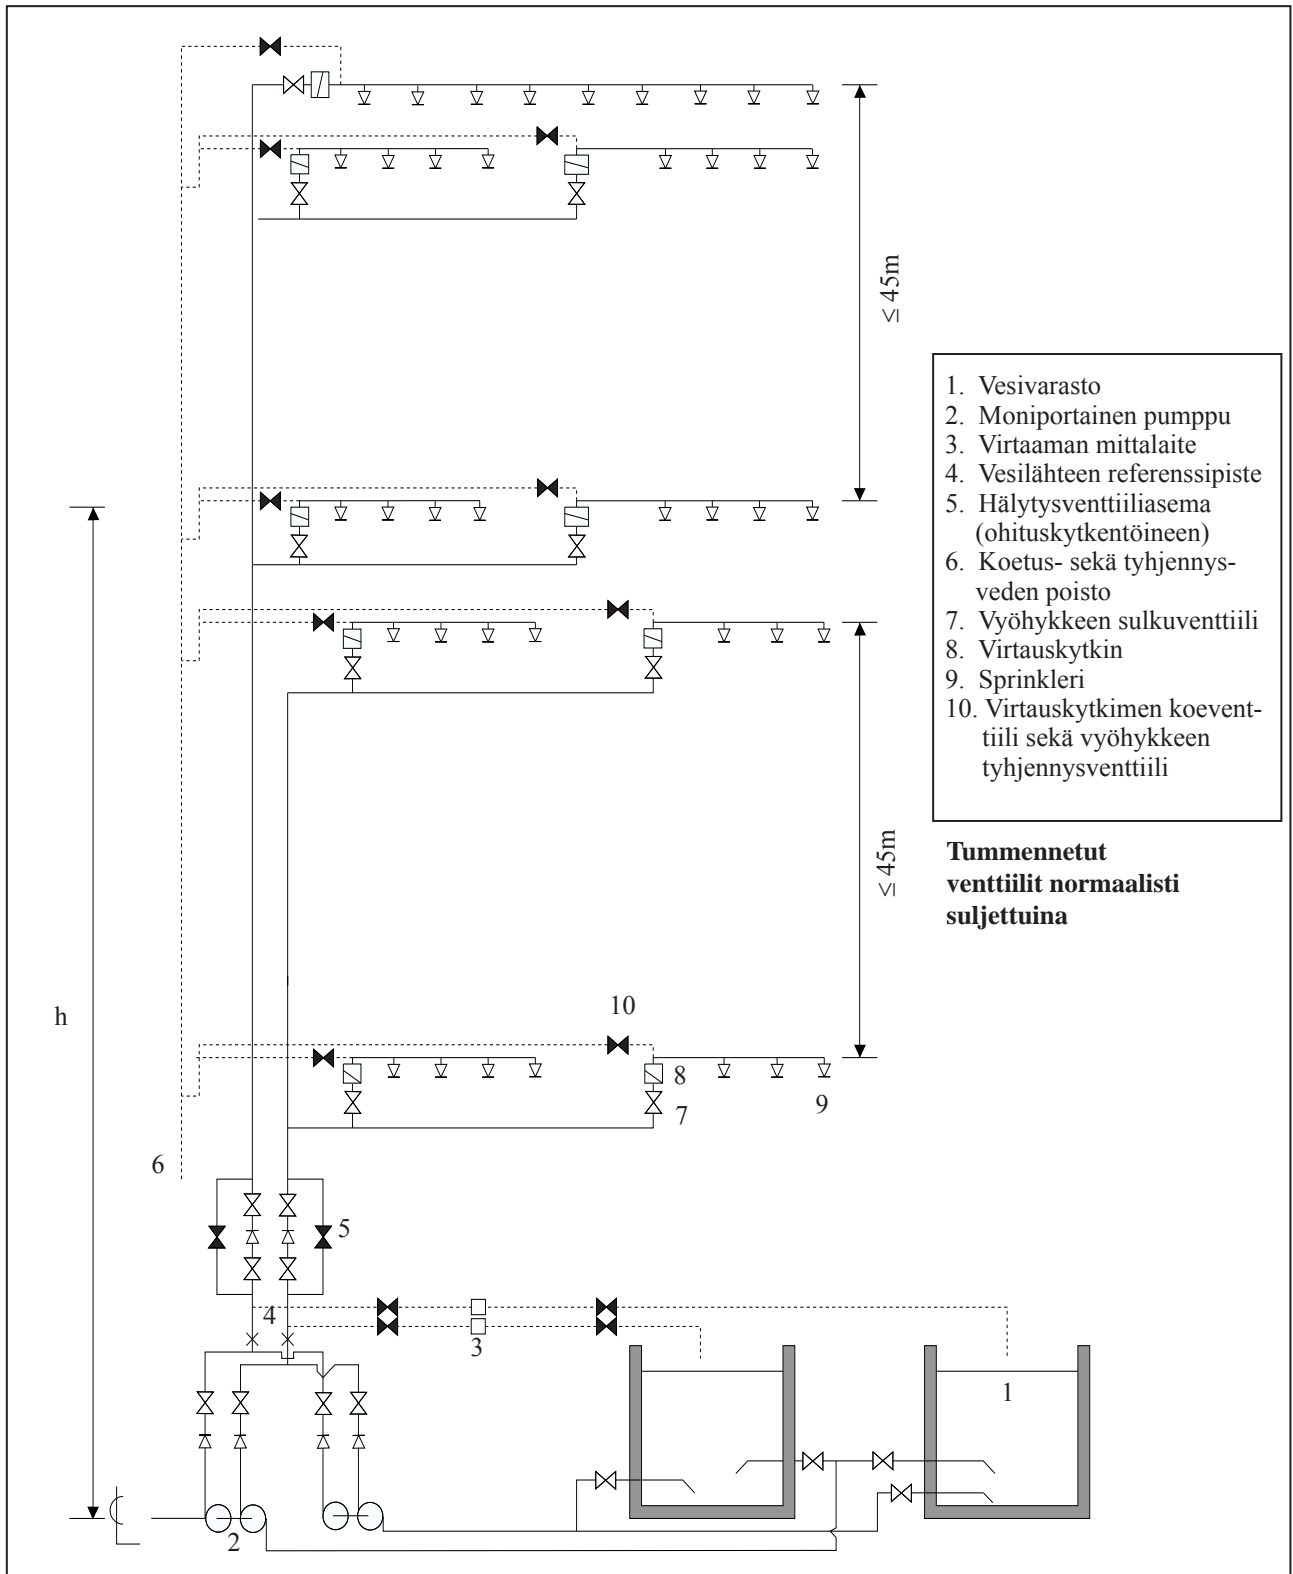 ≤ 45m
1. Vesivarasto
2. Moniportainen pumppu
3. Virtaaman mittalaite
4. Vesilähteen referenssipiste
5. Hälytysventtiiliasema
(ohituskytkentöineen)
6. Koetus- sekä tyhjennys-
veden poisto
7. Vyöhykkeen sulkuventtiili
8. Virtauskytkin
9. Sprinkleri
10. Virtauskytkimen koevent-
tiili sekä vyöhykkeen
tyhjennysventtiili
≤ 45m
Tummennetut
venttiilit normaalisti
suljettuina
h
10
8
7
9
6
5
4
3
1
2